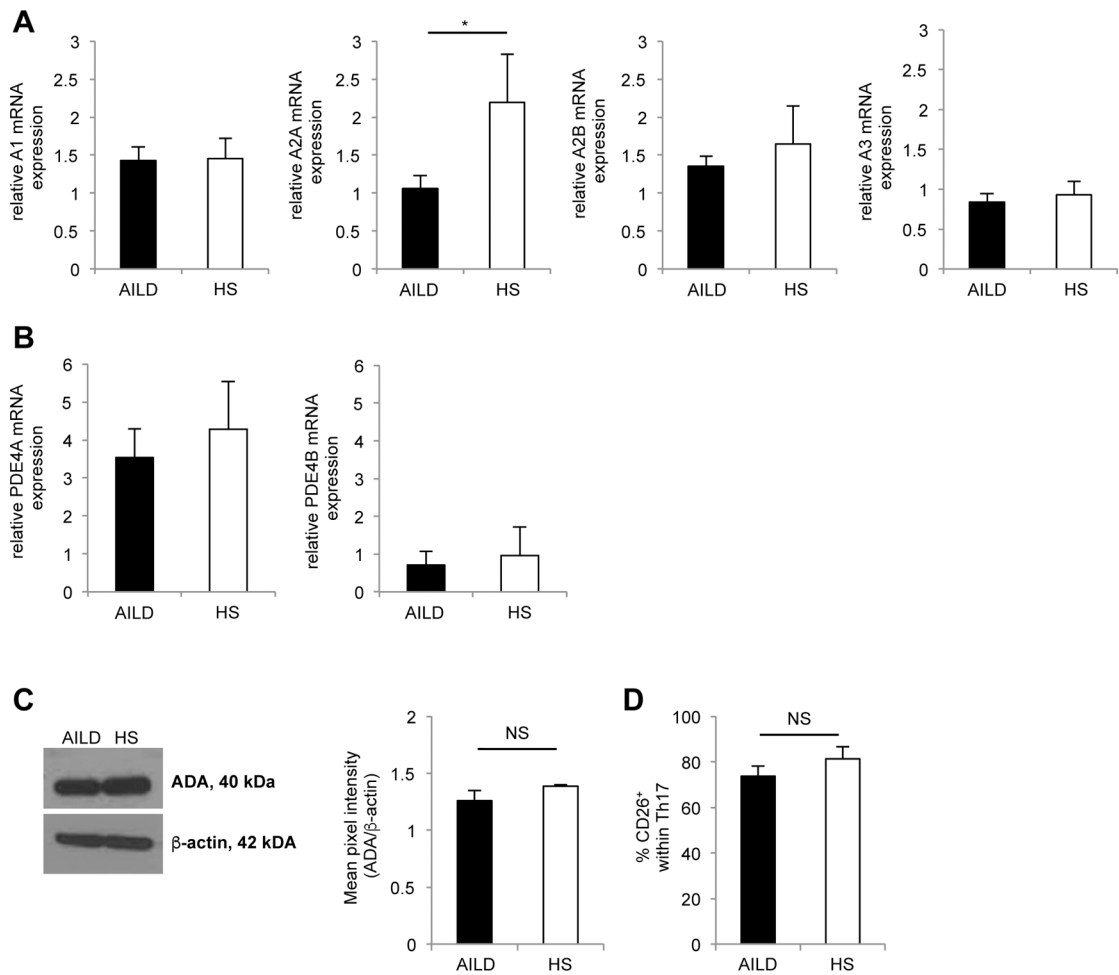 A
relative A1 mRNA
expression
3
2.5
2
1.5
1
0.5
0
AILD
HS
relative A2A mRNA
expression
3
2.5
2
1.5
1
0.5
0
*
AILD
HS
relative A2B mRNA
expression
3
2.5
2
1.5
1
0.5
0
AILD
HS
relative A3 mRNA
expression
3
2.5
2
1.5
1
0.5
0
AILD
HS
B
relative PDE4A mRNA
expression
6
5
4
3
2
1
0
AILD
HS
relative PDE4B mRNA
expression
6
5
4
3
2
1
0
AILD
HS
C
AILD HS
ADA, 40 kDa
β-actin, 42 kDA
Mean pixel intensity
(ADA/β-actin)
2
1.5
1
0.5
0
NS
AILD
HS
D
% CD26⁺
within Th17
100
80
60
40
20
0
NS
AILD
HS